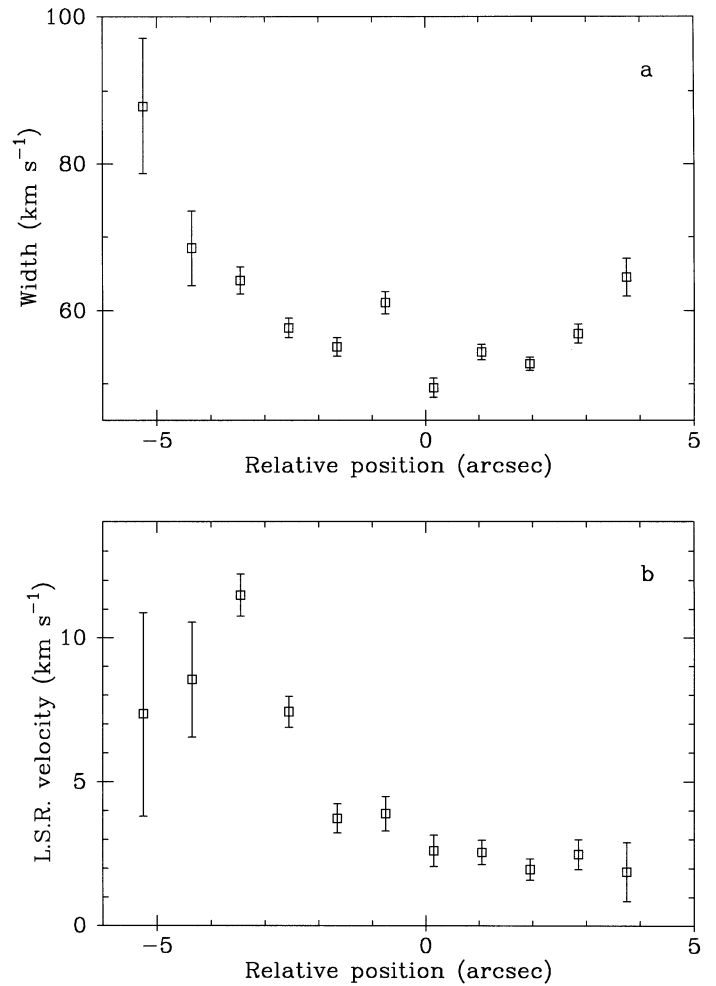 100
80
60
Width (km s⁻¹)
a
−5
0
5
Relative position (arcsec)
10
5
0
L.S.R. velocity (km s⁻¹)
b
−5
0
5
Relative position (arcsec)